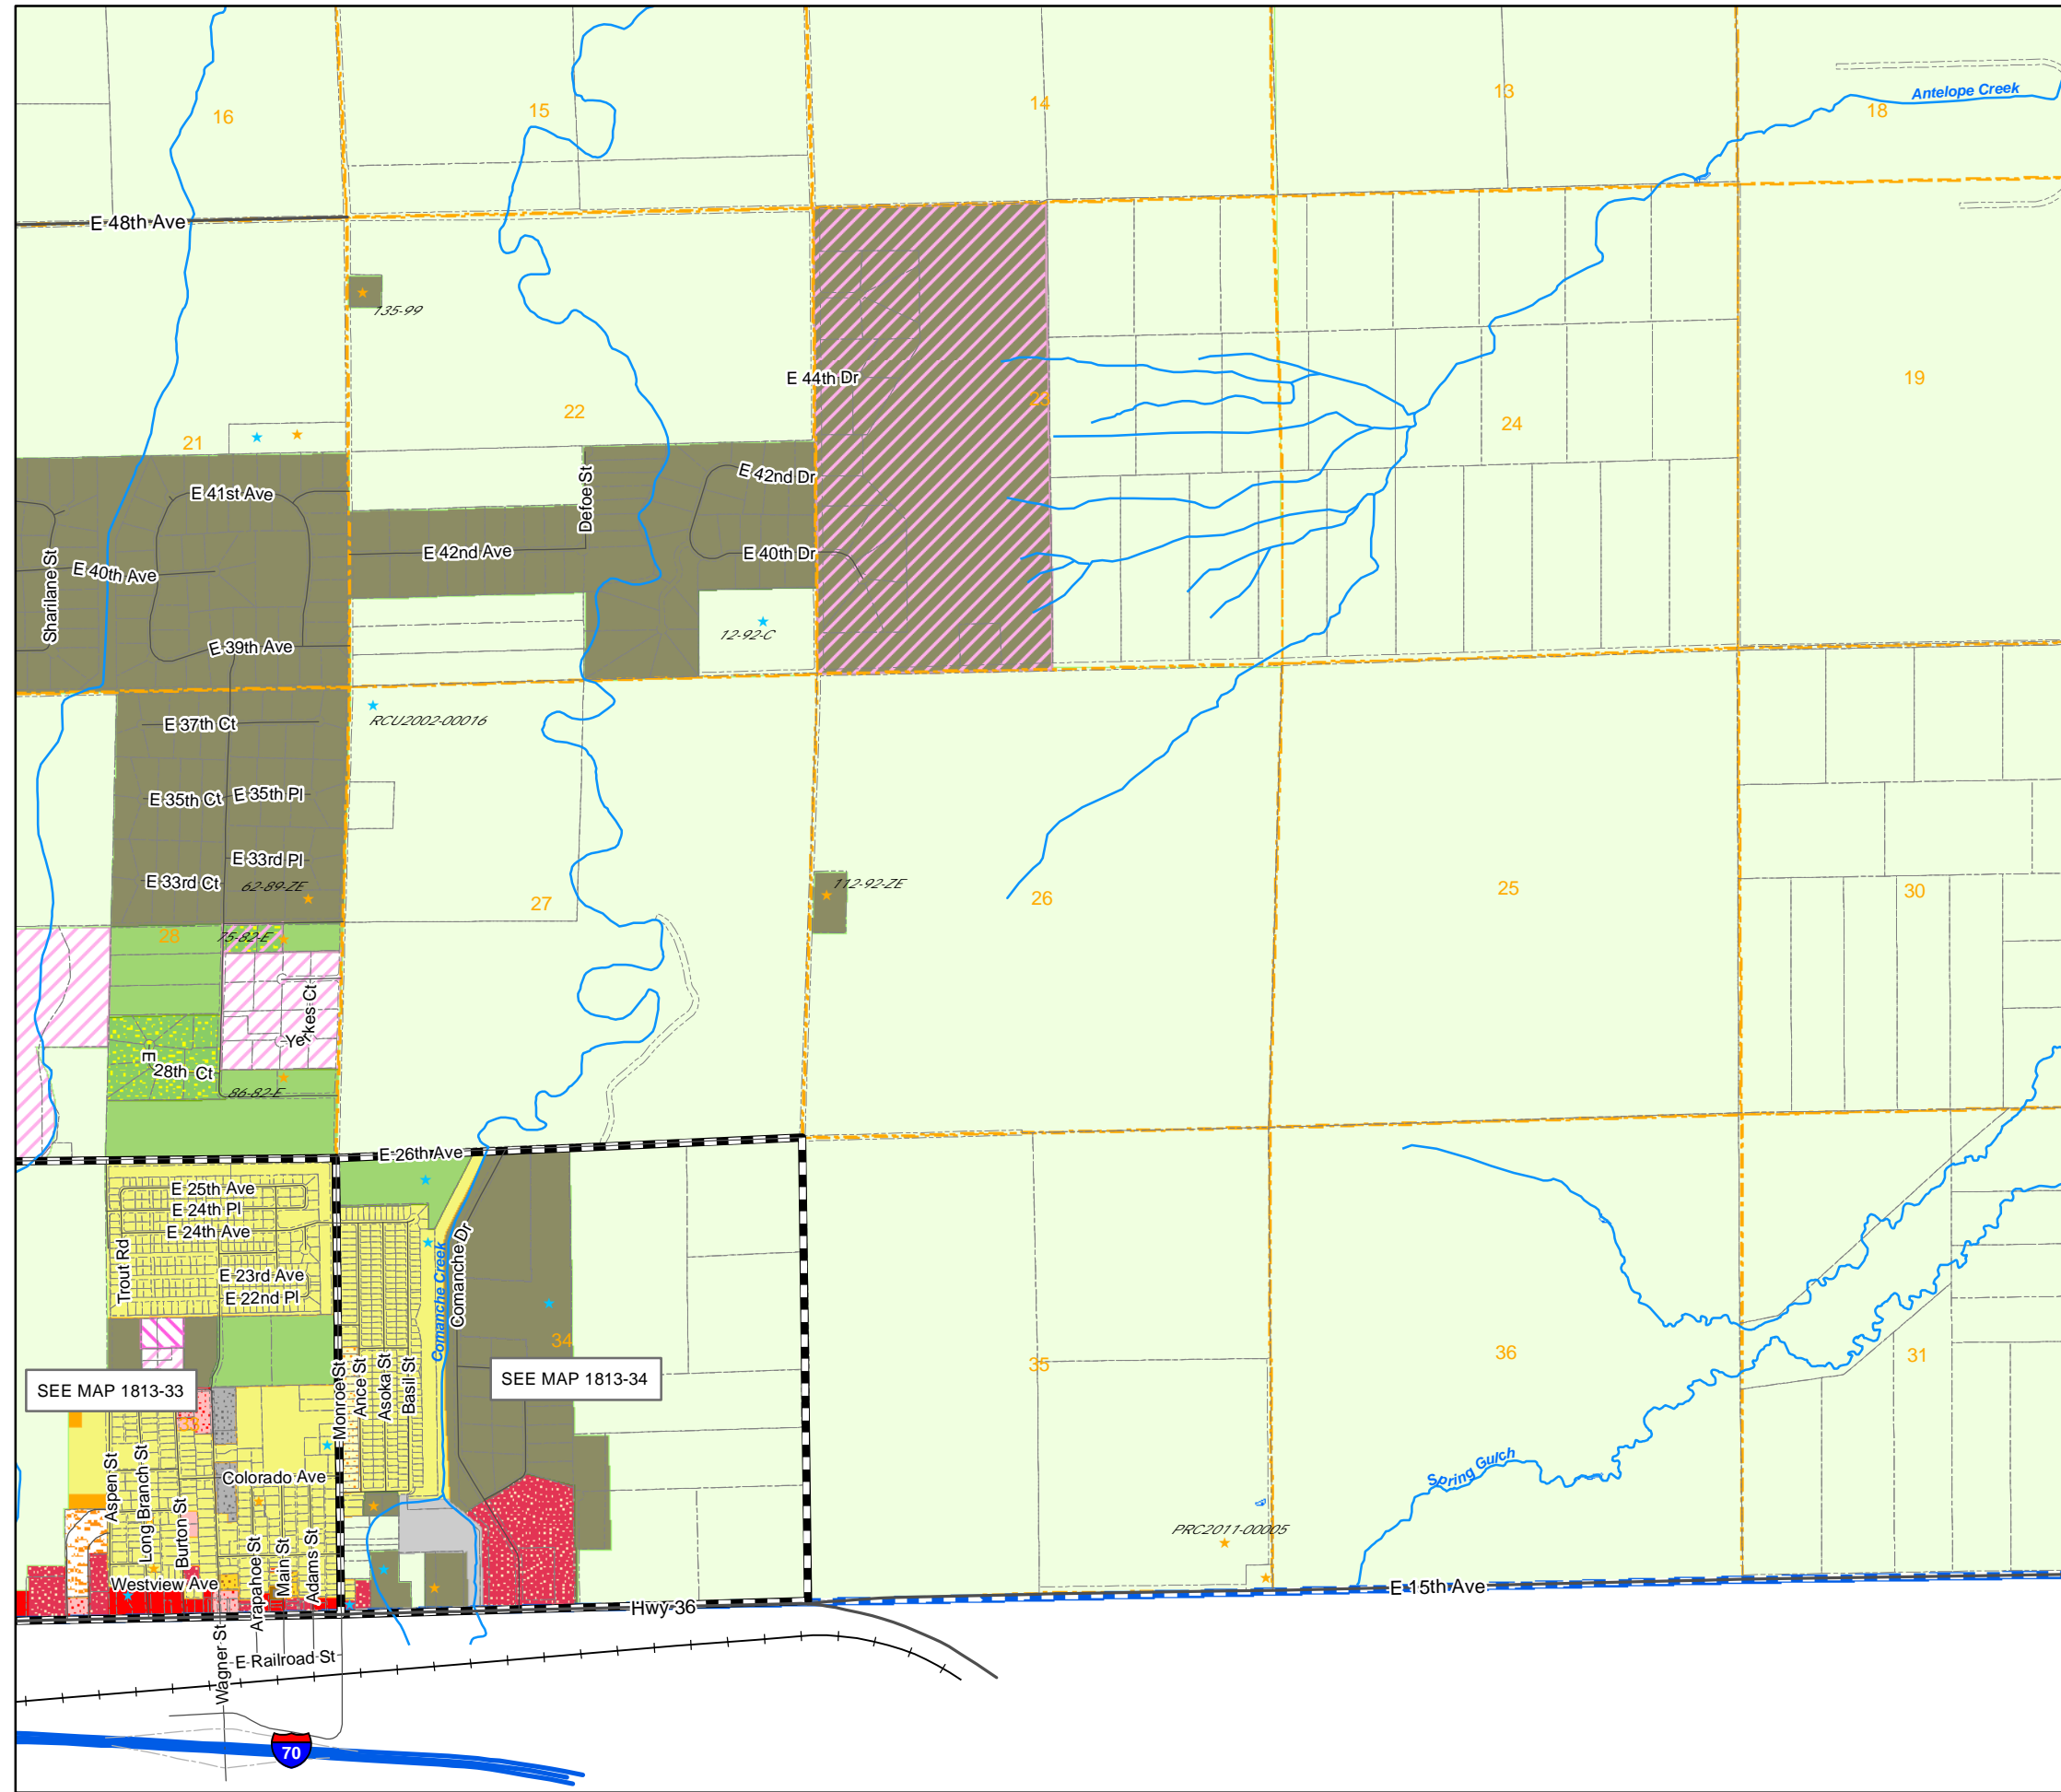 16
15
14
13
Antelope Creek
18
E 48th Ave
135-99
E 44th Dr
19
23
22
24
21
E 42nd Dr
Defoe St
E 41st Ave
E 42nd Ave
E 40th Dr
E 40th Ave
Sharilane St
12-92-C
E 39th Ave
RCU2002-00016
E 37th Ct
E 35th Ct
E 35th Pl
E 33rd Pl
E 33rd Ct
62-89-ZE
112-92-ZE
27
26
25
30
28
75-82-E
Yerkes Ct
E 28th Ct
86-82-E
E 26th Ave
E 25th Ave
E 24th Pl
E 24th Ave
Trout Rd
E 23rd Ave
E 22nd Pl
Comanche Creek
Comanche Dr
34
35
36
31
SEE MAP 1813-33
SEE MAP 1813-34
Monroe St
Ance St
Asoka St
Basil St
33
Aspen St
Long Branch St
Burton St
Colorado Ave
Spring Gulch
PRC2011-00005
Arapahoe St
Main St
Adams St
Westview Ave
E 15th Ave
Hwy 36
Wagner St
E Railroad St
70